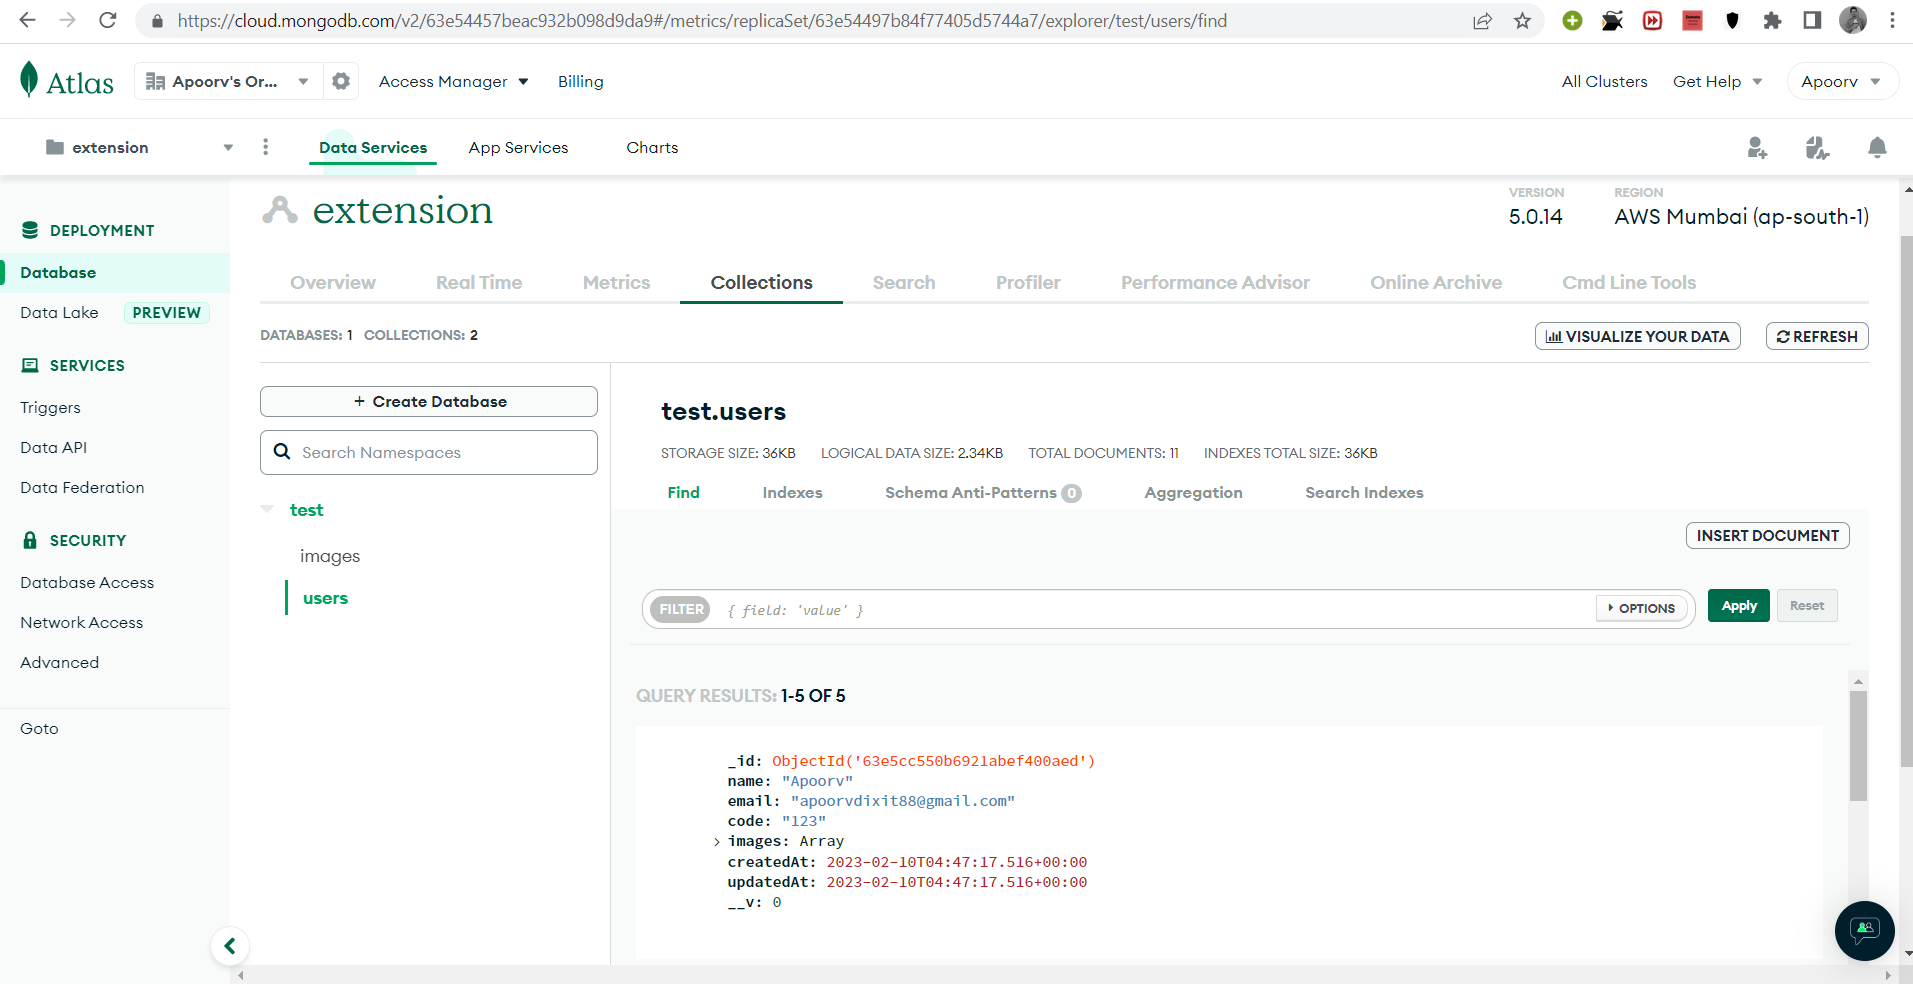 https://cloud.mongodb.com/v2/63e54457beac932b098d9da9#/metrics/replicaSet/63e54497b84f77405d5744a7/explorer/test/users/find
Atlas Apoorv's Or... Access Manager Billing All Clusters Get Help Apoorv
extension Data Services App Services Charts
extension
VERSION REGION
5.0.14 AWS Mumbai (ap-south-1)
DEPLOYMENT
Database
Data Lake PREVIEW
SERVICES
Triggers
Data API
Data Federation
SECURITY
Database Access
Network Access
Advanced
Goto
Overview Real Time Metrics Collections Search Profiler Performance Advisor Online Archive Cmd Line Tools
DATABASES: 1 COLLECTIONS: 2 VISUALIZE YOUR DATA REFRESH
+ Create Database
Search Namespaces
test
images
users
test.users
STORAGE SIZE: 36KB LOGICAL DATA SIZE: 2.34KB TOTAL DOCUMENTS: 11 INDEXES TOTAL SIZE: 36KB
Find Indexes Schema Anti-Patterns 0 Aggregation Search Indexes
INSERT DOCUMENT
FILTER { field: 'value' } OPTIONS Apply Reset
QUERY RESULTS: 1-5 OF 5
_id: ObjectId('63e5cc550b6921abef400aed')
name: "Apoorv"
email: "apoorvdixit88@gmail.com"
code: "123"
images: Array
createdAt: 2023-02-10T04:47:17.516+00:00
updatedAt: 2023-02-10T04:47:17.516+00:00
__v: 0